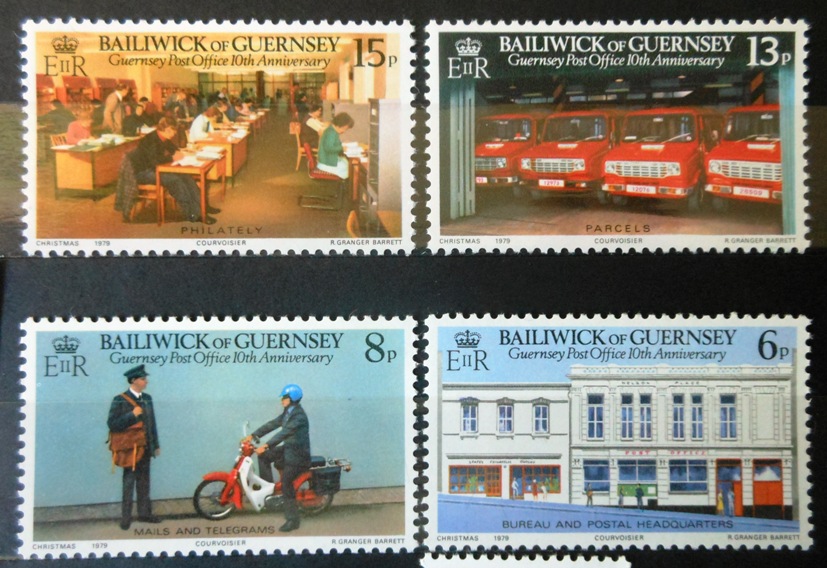 EIIR
BAILIWICK OF GUERNSEY
Guernsey Post Office 10th Anniversary
15p
PHILATELY
CHRISTMAS 1979 COURVOISIER R. GRANGER BARRETT
EIIR
BAILIWICK OF GUERNSEY
Guernsey Post Office 10th Anniversary
13p
PARCELS
CHRISTMAS 1979 COURVOISIER R. GRANGER BARRETT
EIIR
BAILIWICK OF GUERNSEY
Guernsey Post Office 10th Anniversary
8p
MAILS AND TELEGRAMS
CHRISTMAS 1979 COURVOISIER R. GRANGER BARRETT
EIIR
BAILIWICK OF GUERNSEY
Guernsey Post Office 10th Anniversary
6p
POST OFFICE
BUREAU AND POSTAL HEADQUARTERS
CHRISTMAS 1979 COURVOISIER R. GRANGER BARRETT